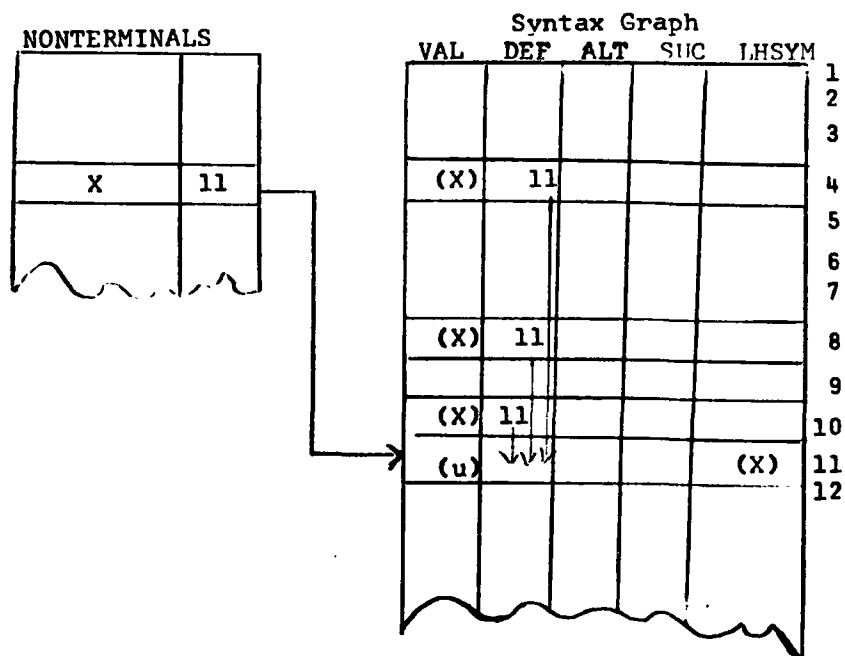 Syntax Graph
NONTERMINALS
VAL DEF ALT SUC LHSYM
1
2
3
X 11
(X) 11 4
5
6
7
(X) 11 8
9
(X) 11 10
(u) (X) 11
12